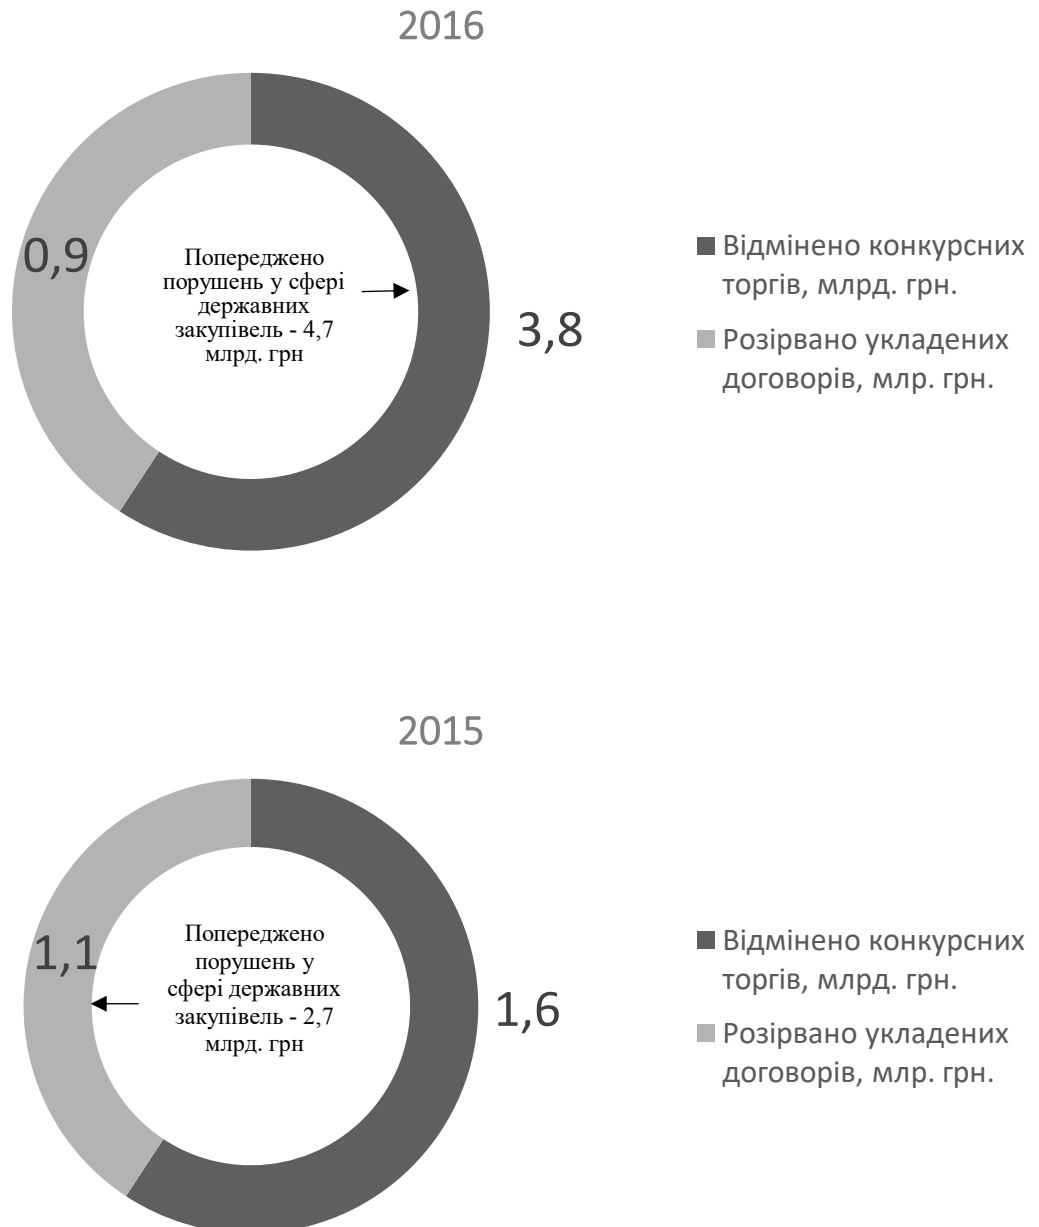 2016
0,9
Попереджено
порушень у сфері
державних
закупівель - 4,7
млрд. грн
3,8
Відмінено конкурсних
торгів, млрд. грн.
Розірвано укладених
договорів, млр. грн.
2015
1,1
Попереджено
порушень у
сфері державних
закупівель - 2,7
млрд. грн
1,6
Відмінено конкурсних
торгів, млрд. грн.
Розірвано укладених
договорів, млр. грн.